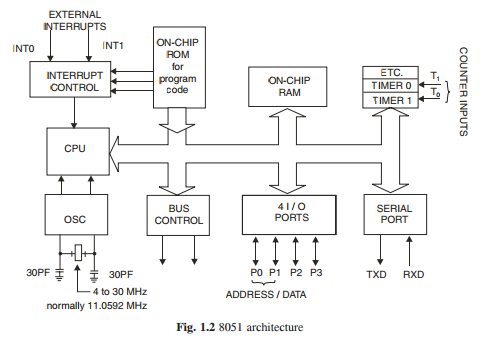 EXTERNAL
INTERRUPTS
INT0
INT1
INTERRUPT
CONTROL
ON-CHIP
ROM
for
program
code
ON-CHIP
RAM
ETC.
TIMER 0
TIMER 1
T1
T0
COUNTER INPUTS
CPU
OSC
BUS
CONTROL
4 I / O
PORTS
SERIAL
PORT
30PF
30PF
4 to 30 MHz
normally 11.0592 MHz
P0 P1 P2 P3
ADDRESS / DATA
TXD RXD
Fig. 1.2 8051 architecture